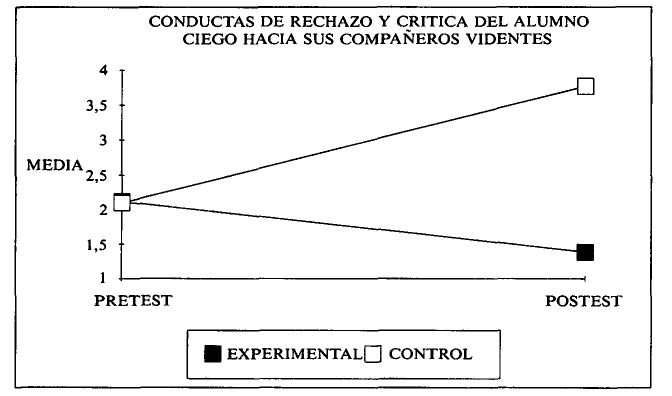 CONDUCTAS DE RECHAZO Y CRITICA DEL ALUMNO
CIEGO HACIA SUS COMPAÑEROS VIDENTES
4
3,5
3
MEDIA
2,5
2
1,5
1
PRETEST POSTEST
EXPERIMENTAL CONTROL